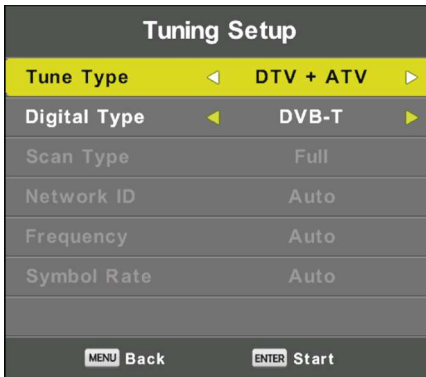 Tuning Setup
Tune Type DTV + ATV
Digital Type DVB-T
Scan Type Full
Network ID Auto
Frequency Auto
Symbol Rate Auto
MENU Back ENTER Start